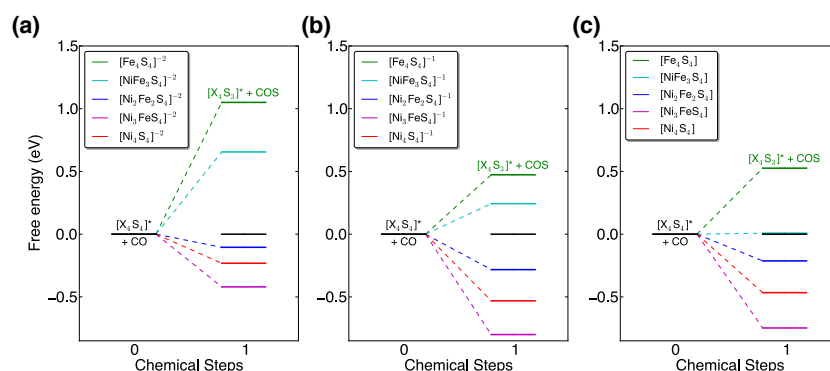 (a)
1.5
1.0
0.5
0.0
−0.5
Free energy (eV)
[Fe₄S₄]⁻²
[NiFe₃S₄]⁻²
[Ni₂Fe₂S₄]⁻²
[Ni₃FeS₄]⁻²
[Ni₄S₄]⁻²
[X₄S₃]* + COS
[X₄S₄]*
+ CO
0
1
Chemical Steps
(b)
1.5
1.0
0.5
0.0
−0.5
[Fe₄S₄]⁻¹
[NiFe₃S₄]⁻¹
[Ni₂Fe₂S₄]⁻¹
[Ni₃FeS₄]⁻¹
[Ni₄S₄]⁻¹
[X₄S₃]* + COS
[X₄S₄]*
+ CO
0
1
Chemical Steps
(c)
1.5
1.0
0.5
0.0
−0.5
[Fe₄S₄]
[NiFe₃S₄]
[Ni₂Fe₂S₄]
[Ni₃FeS₄]
[Ni₄S₄]
[X₄S₃]* + COS
[X₄S₄]*
+ CO
0
1
Chemical Steps